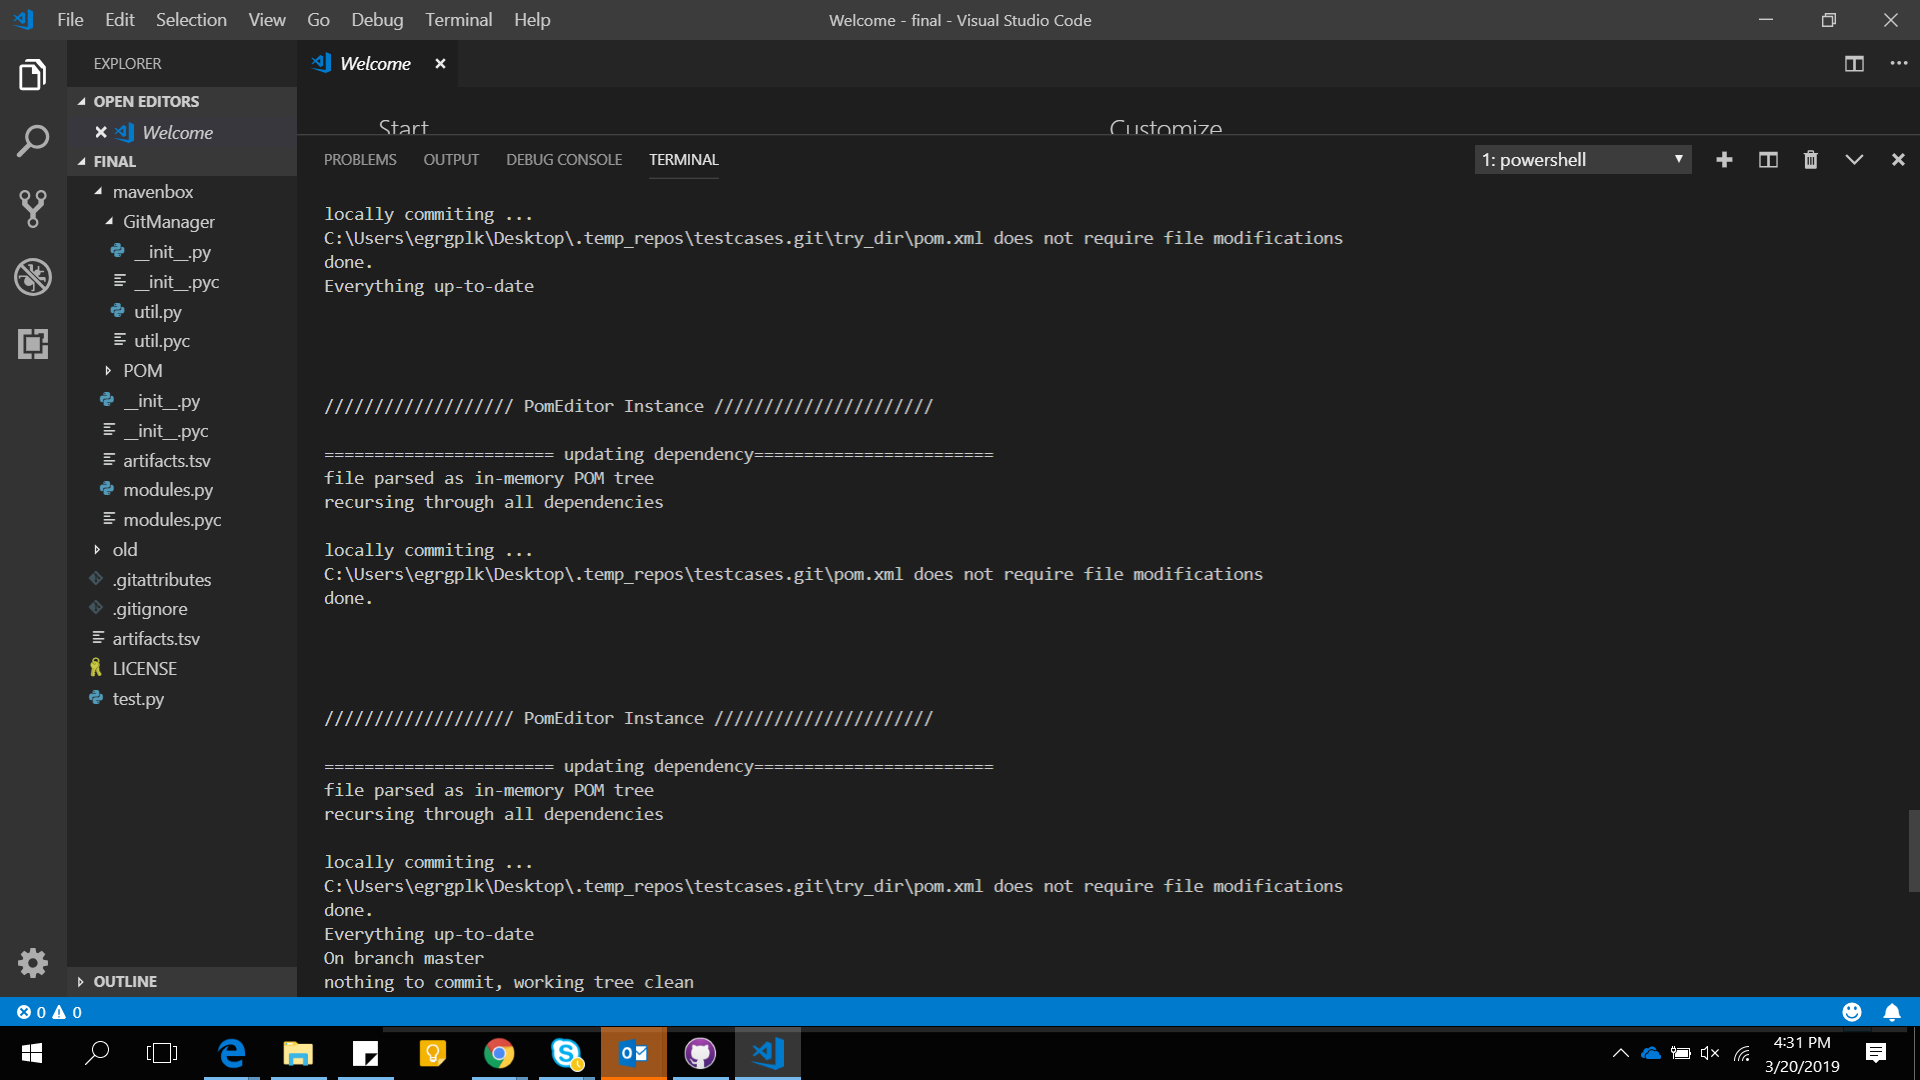 File Edit Selection View Go Debug Terminal Help
Welcome - final - Visual Studio Code
EXPLORER
OPEN EDITORS
Welcome
FINAL
mavenbox
GitManager
__init__.py
__init__.pyc
util.py
util.pyc
POM
__init__.py
__init__.pyc
artifacts.tsv
modules.py
modules.pyc
old
.gitattributes
.gitignore
artifacts.tsv
LICENSE
test.py
OUTLINE
Welcome
Start
Customize
PROBLEMS OUTPUT DEBUG CONSOLE TERMINAL
1: powershell
locally commiting ...
C:\Users\egrgplk\Desktop\.temp_repos\testcases.git\try_dir\pom.xml does not require file modifications
done.
Everything up-to-date
/////////////////// PomEditor Instance //////////////////////
======================= updating dependency========================
file parsed as in-memory POM tree
recursing through all dependencies
locally commiting ...
C:\Users\egrgplk\Desktop\.temp_repos\testcases.git\pom.xml does not require file modifications
done.
/////////////////// PomEditor Instance //////////////////////
======================= updating dependency========================
file parsed as in-memory POM tree
recursing through all dependencies
locally commiting ...
C:\Users\egrgplk\Desktop\.temp_repos\testcases.git\try_dir\pom.xml does not require file modifications
done.
Everything up-to-date
On branch master
nothing to commit, working tree clean
0 0
4:31 PM
3/20/2019